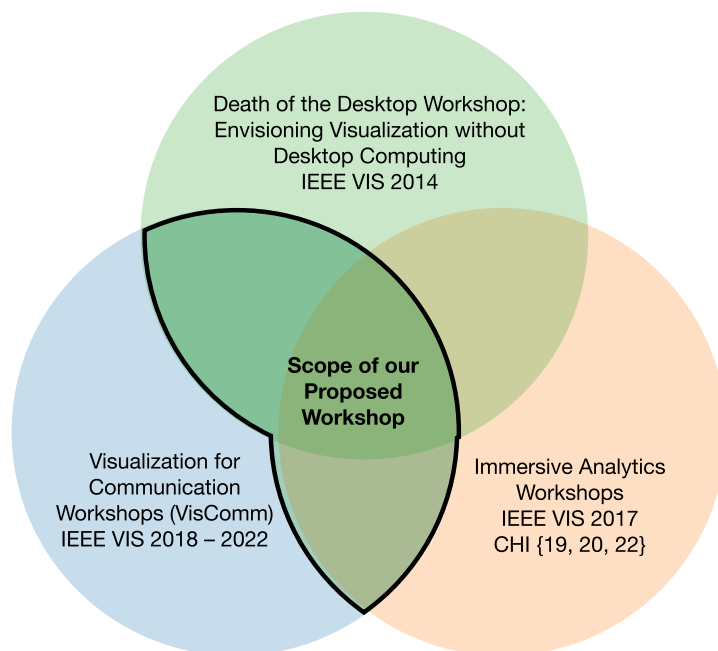 Death of the Desktop Workshop:
Envisioning Visualization without
Desktop Computing
IEEE VIS 2014
Scope of our
Proposed
Workshop
Visualization for
Communication
Workshops (VisComm)
IEEE VIS 2018 – 2022
Immersive Analytics
Workshops
IEEE VIS 2017
CHI {19, 20, 22}